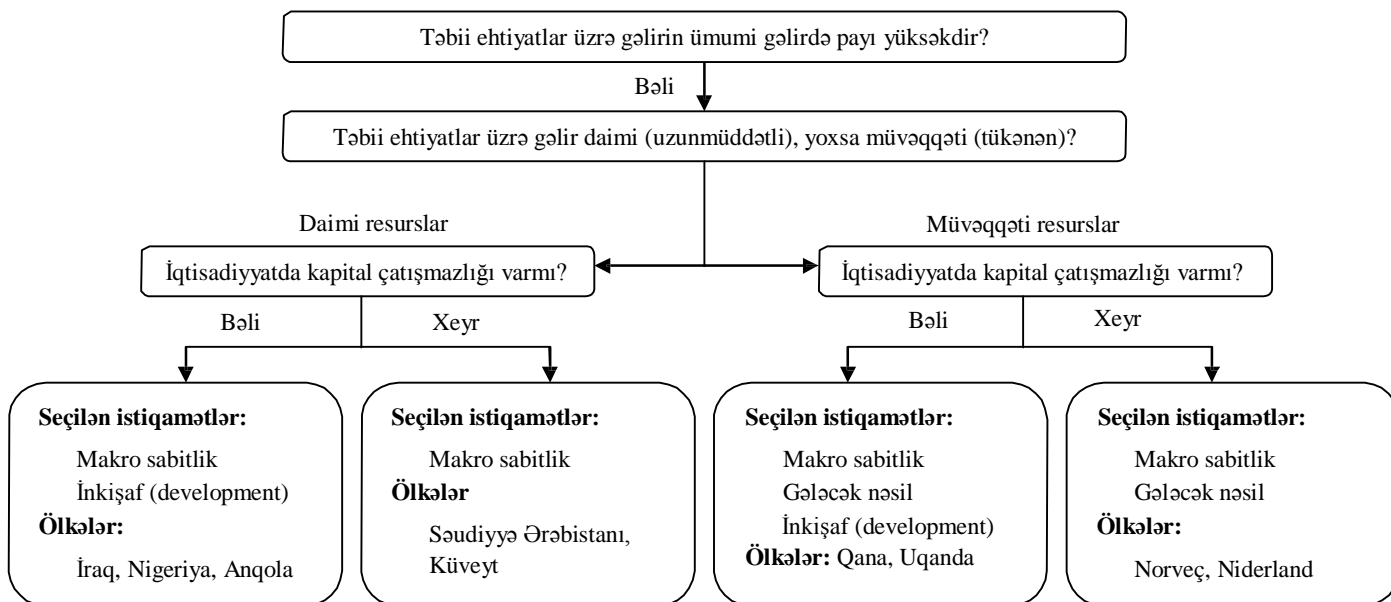 Təbii ehtiyatlar üzrə gəlirin ümumi gəlirdə payı yüksəkdir?
Bəli
Təbii ehtiyatlar üzrə gəlir daimi (uzunmüddətli), yoxsa müvəqqəti (tükənən)?
Daimi resurslar
Müvəqqəti resurslar
İqtisadiyyatda kapital çatışmazlığı varmı?
İqtisadiyyatda kapital çatışmazlığı varmı?
Bəli
Xeyr
Bəli
Xeyr
Seçilən istiqamətlər:
Makro sabitlik
İnkişaf (development)
Ölkələr:
İraq, Nigeriya, Anqola
Seçilən istiqamətlər:
Makro sabitlik
Ölkələr
Səudiyyə Ərəbistanı,
Küveyt
Seçilən istiqamətlər:
Makro sabitlik
Gələcək nəsil
İnkişaf (development)
Ölkələr: Qana, Uqanda
Seçilən istiqamətlər:
Makro sabitlik
Gələcək nəsil
Ölkələr:
Norveç, Niderland